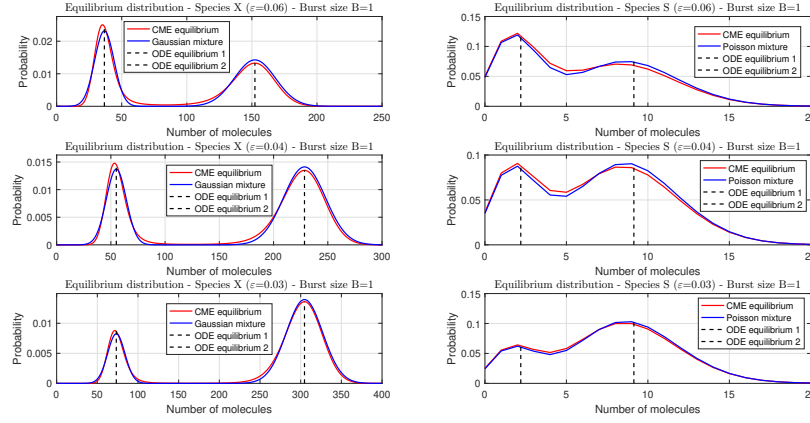 Equilibrium distribution - Species X (ε=0.06) - Burst size B=1
Probability
0.02
0.01
0
CME equilibrium
Gaussian mixture
ODE equilibrium 1
ODE equilibrium 2
0 50 100 150 200 250
Number of molecules
Equilibrium distribution - Species S (ε=0.06) - Burst size B=1
Probability
0.1
0.05
0
CME equilibrium
Poisson mixture
ODE equilibrium 1
ODE equilibrium 2
0 5 10 15 20
Number of molecules
Equilibrium distribution - Species X (ε=0.04) - Burst size B=1
Probability
0.015
0.01
0.005
0
CME equilibrium
Gaussian mixture
ODE equilibrium 1
ODE equilibrium 2
0 50 100 150 200 250 300
Number of molecules
Equilibrium distribution - Species S (ε=0.04) - Burst size B=1
Probability
0.1
0.05
0
CME equilibrium
Poisson mixture
ODE equilibrium 1
ODE equilibrium 2
0 5 10 15 20
Number of molecules
Equilibrium distribution - Species X (ε=0.03) - Burst size B=1
Probability
0.01
0.005
0
CME equilibrium
Gaussian mixture
ODE equilibrium 1
ODE equilibrium 2
0 50 100 150 200 250 300 350 400
Number of molecules
Equilibrium distribution - Species S (ε=0.03) - Burst size B=1
Probability
0.1
0.05
0
CME equilibrium
Poisson mixture
ODE equilibrium 1
ODE equilibrium 2
0 5 10 15 20
Number of molecules